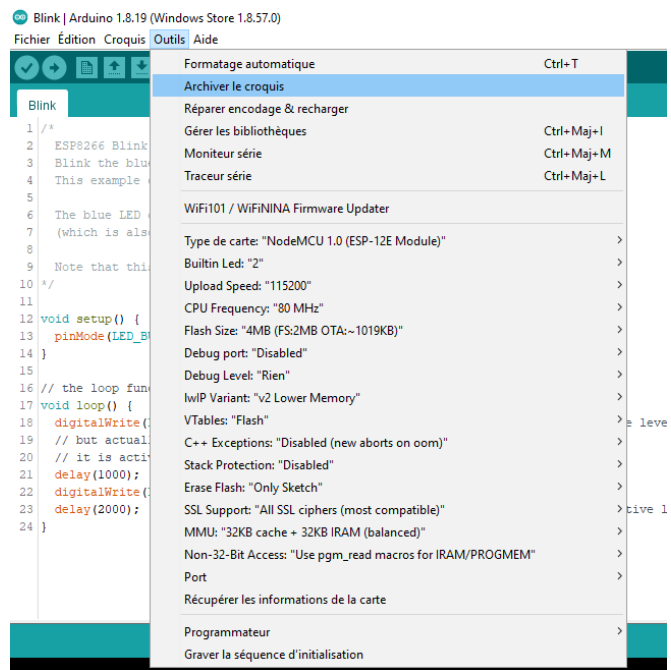 Blink | Arduino 1.8.19 (Windows Store 1.8.57.0)
Fichier Édition Croquis Outils Aide
Formatage automatique Ctrl+T
Archiver le croquis
Réparer encodage & recharger
Gérer les bibliothèques Ctrl+Maj+I
Moniteur série Ctrl+Maj+M
Traceur série Ctrl+Maj+L
WiFi101 / WiFiNINA Firmware Updater
Type de carte: "NodeMCU 1.0 (ESP-12E Module)"
Builtin Led: "2"
Upload Speed: "115200"
CPU Frequency: "80 MHz"
Flash Size: "4MB (FS:2MB OTA:~1019KB)"
Debug port: "Disabled"
Debug Level: "Rien"
lwIP Variant: "v2 Lower Memory"
VTables: "Flash"
C++ Exceptions: "Disabled (new aborts on oom)"
Stack Protection: "Disabled"
Erase Flash: "Only Sketch"
SSL Support: "All SSL ciphers (most compatible)"
MMU: "32KB cache + 32KB IRAM (balanced)"
Non-32-Bit Access: "Use pgm_read macros for IRAM/PROGMEM"
Port
Récupérer les informations de la carte
Programmateur
Graver la séquence d'initialisation
Blink
1 /*
2 ESP8266 Blink
3 Blink the blu
4 This example
5
6 The blue LED
7 (which is als
8
9 Note that thi
10 */
11
12 void setup() {
13 pinMode(LED_B
14 }
15
16 // the loop fun
17 void loop() {
18 digitalWrite( e leve
19 // but actual
20 // it is acti
21 delay(1000);
22 digitalWrite(
23 delay(2000); tive l
24 }